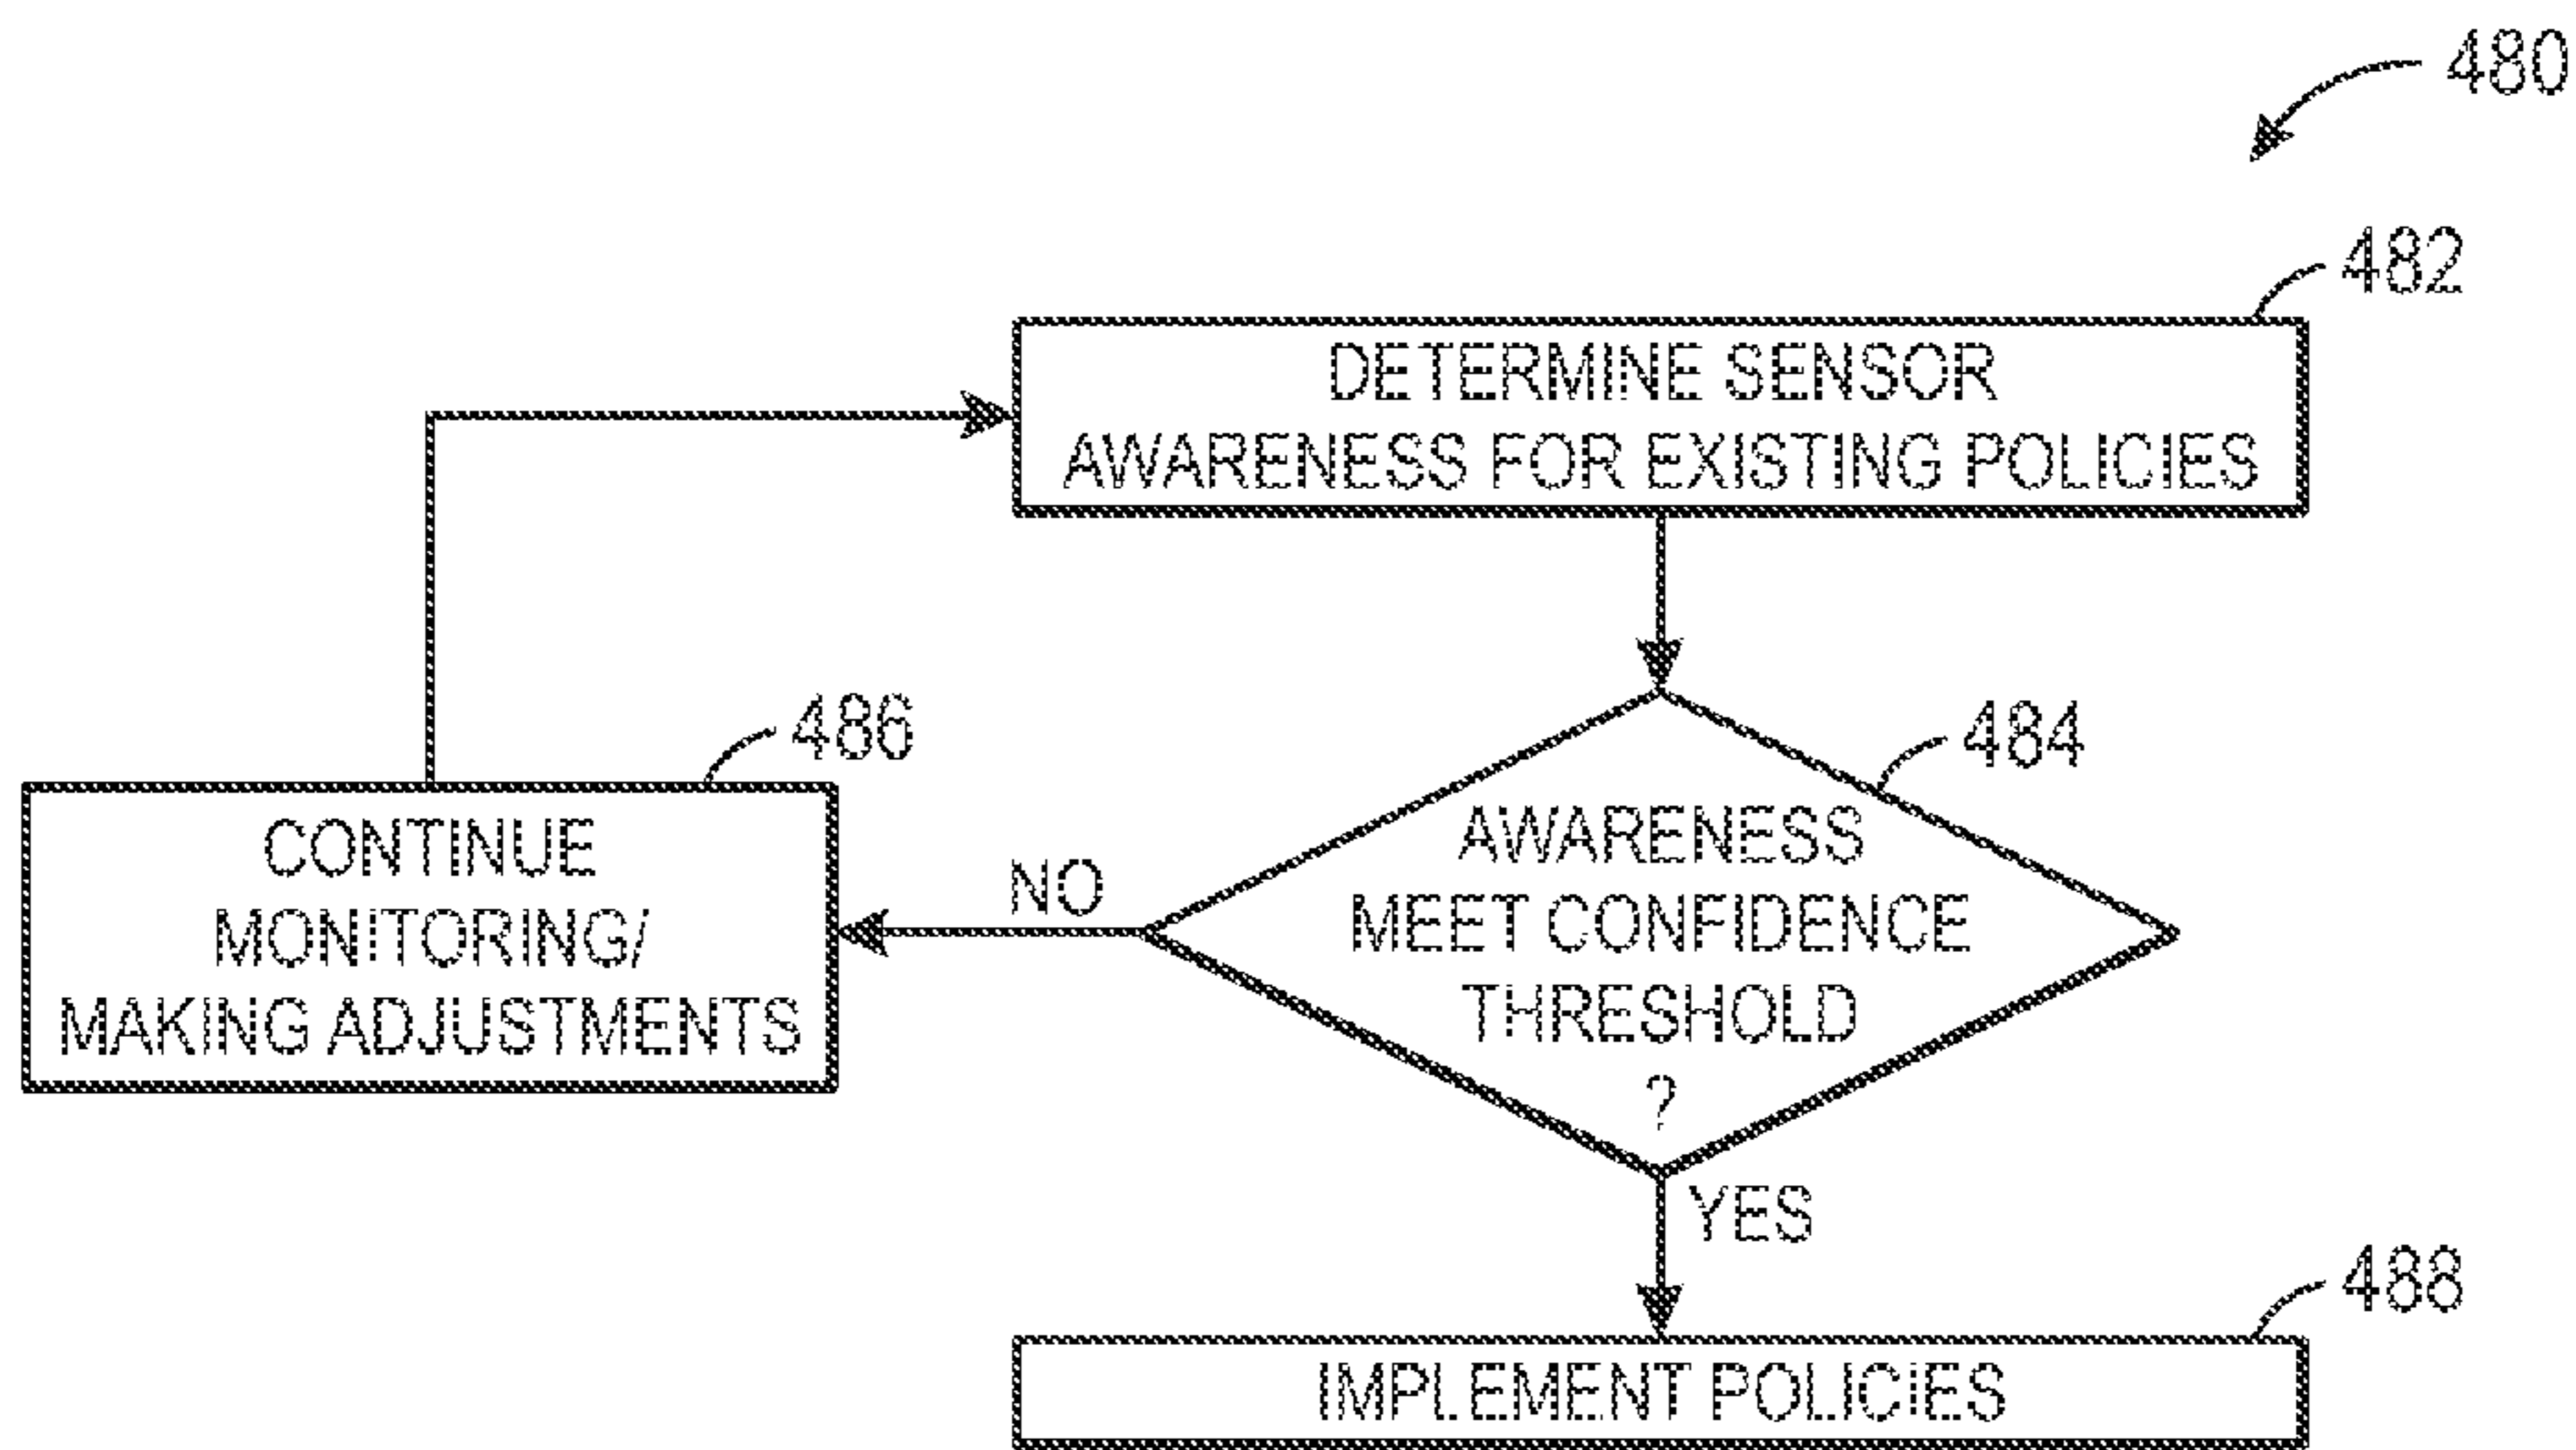 480
482
DETERMINE SENSOR
AWARENESS FOR EXISTING POLICIES
486
CONTINUE
MONITORING/
MAKING ADJUSTMENTS
NO
484
AWARENESS
MEET CONFIDENCE
THRESHOLD
?
YES
488
IMPLEMENT POLICIES